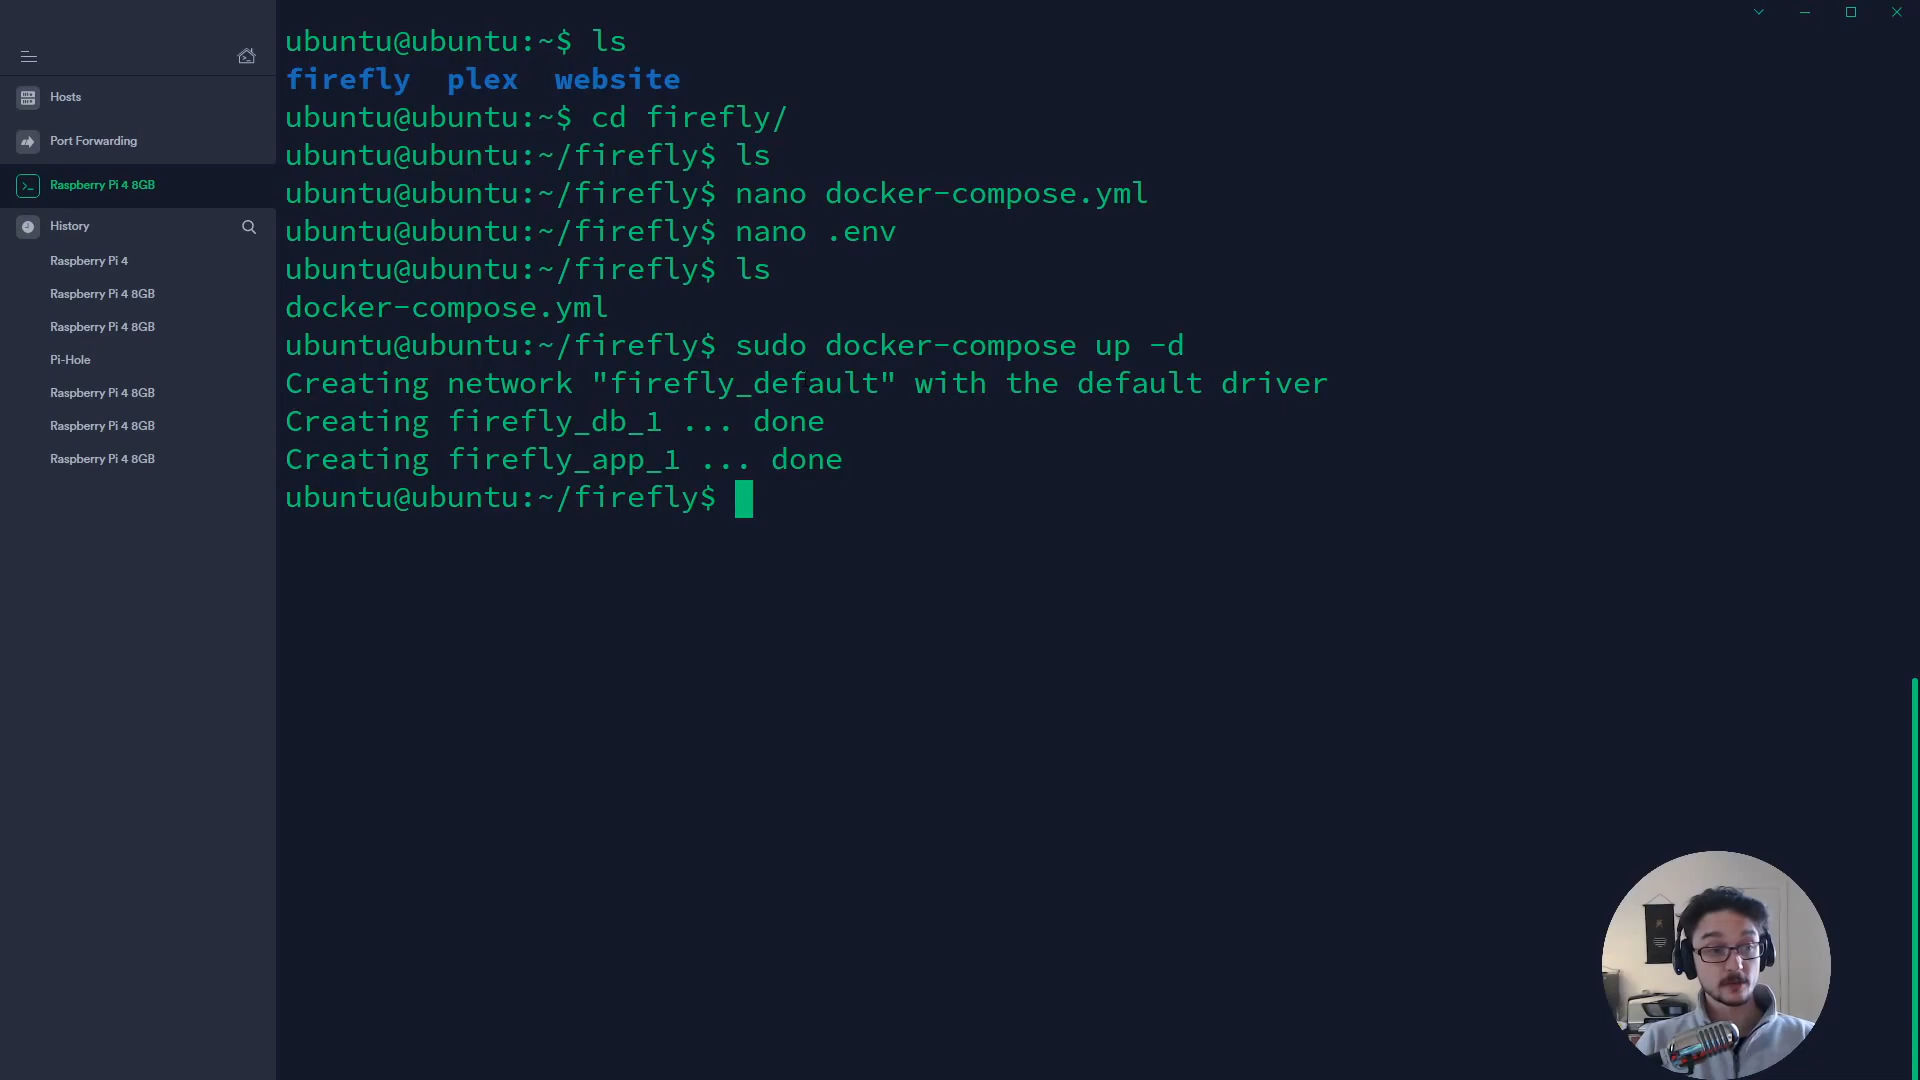 Hosts
Port Forwarding
Raspberry Pi 4 8GB
History
Raspberry Pi 4
Raspberry Pi 4 8GB
Raspberry Pi 4 8GB
Pi-Hole
Raspberry Pi 4 8GB
Raspberry Pi 4 8GB
Raspberry Pi 4 8GB
ubuntu@ubuntu:~$ ls
firefly  plex  website
ubuntu@ubuntu:~$ cd firefly/
ubuntu@ubuntu:~/firefly$ ls
ubuntu@ubuntu:~/firefly$ nano docker-compose.yml
ubuntu@ubuntu:~/firefly$ nano .env
ubuntu@ubuntu:~/firefly$ ls
docker-compose.yml
ubuntu@ubuntu:~/firefly$ sudo docker-compose up -d
Creating network "firefly_default" with the default driver
Creating firefly_db_1 ... done
Creating firefly_app_1 ... done
ubuntu@ubuntu:~/firefly$